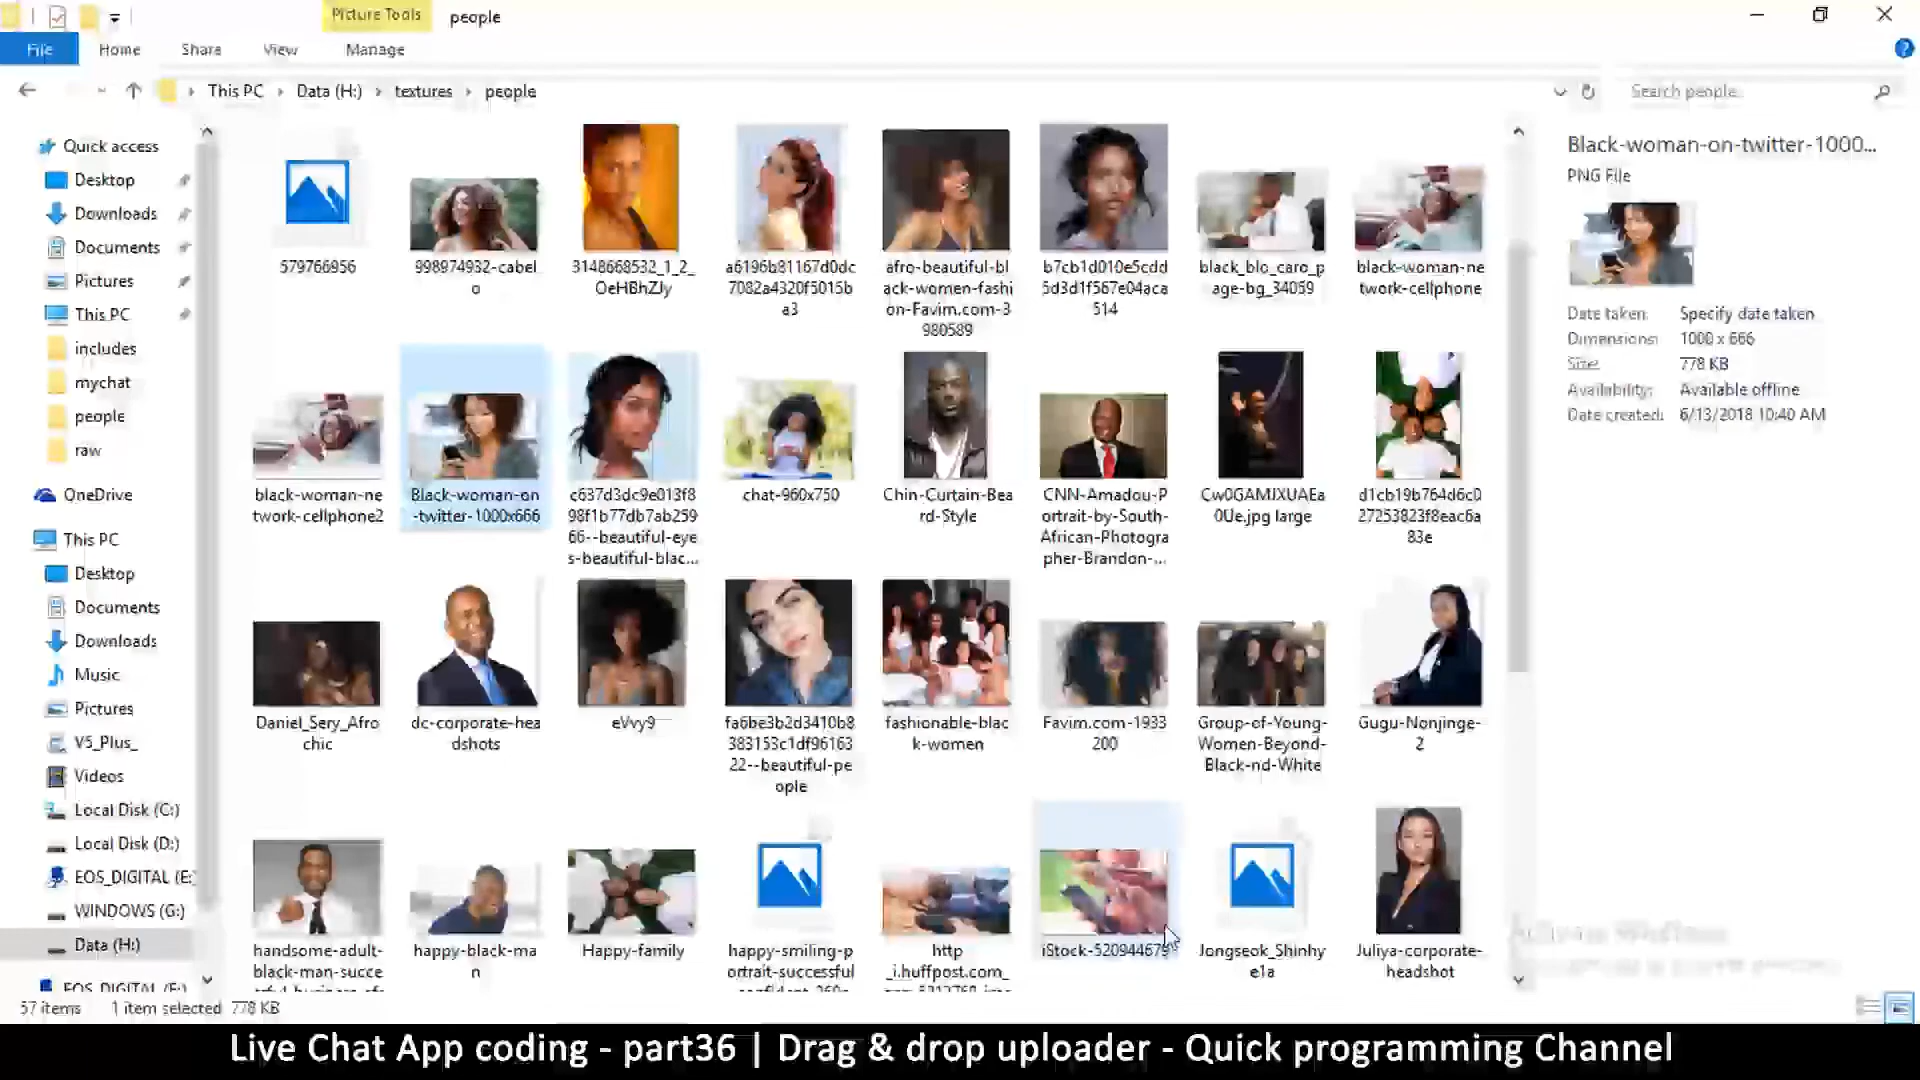 Picture Tools
people
File
Home
Share
View
Manage
This PC
Data (H:)
textures
people
Search people
Quick access
Desktop
Downloads
Documents
Pictures
This PC
includes
mychat
people
raw
OneDrive
This PC
Desktop
Documents
Downloads
Music
Pictures
V5_Plus_
Videos
Local Disk (C:)
Local Disk (D:)
EOS_DIGITAL (E:
WINDOWS (G:)
Data (H:)
EOS_DIGITAL (E:)
579766956
998974932-cabel
o
3148668532_1_2_
OeHBhZJy
a6196b81167d0dc
7082a4320f5015b
a3
afro-beautiful-bl
ack-women-fashi
on-Favim.com-3
980589
b7cb1d010e5cdd
5d3d1f567e04aca
514
black_blo_caro_p
age-bg_34059
black-woman-ne
twork-cellphone
black-woman-ne
twork-cellphone2
Black-woman-on
-twitter-1000x666
c637d3dc9e013f8
98f1b77db7ab259
66--beautiful-eye
s-beautiful-blac...
chat-960x750
Chin-Curtain-Bea
rd-Style
CNN-Amadou-P
ortrait-by-South-
African-Photogra
pher-Brandon-...
Cw0GAMJXUAEa
0Ue.jpg large
d1cb19b764d6c0
27253823f8eac6a
83e
Daniel_Sery_Afro
chic
dc-corporate-hea
dshots
eVvy9
fa6be3b2d3410b8
383153c1df96163
22--beautiful-pe
ople
fashionable-blac
k-women
Favim.com-1933
200
Group-of-Young-
Women-Beyond-
Black-nd-White
Gugu-Nonjinge-
2
handsome-adult-
black-man-succe
happy-black-ma
n
Happy-family
happy-smiling-p
ortrait-successful
http
_i.huffpost.com_
iStock-520944679
Jongseok_Shinhy
e1a
Juliya-corporate-
headshot
Black-woman-on-twitter-1000...
PNG File
Date taken: Specify date taken
Dimensions: 1000 x 666
Size: 778 KB
Availability: Available offline
Date created: 6/13/2018 10:40 AM
57 items 1 item selected 778 KB
Live Chat App coding - part36 | Drag & drop uploader - Quick programming Channel